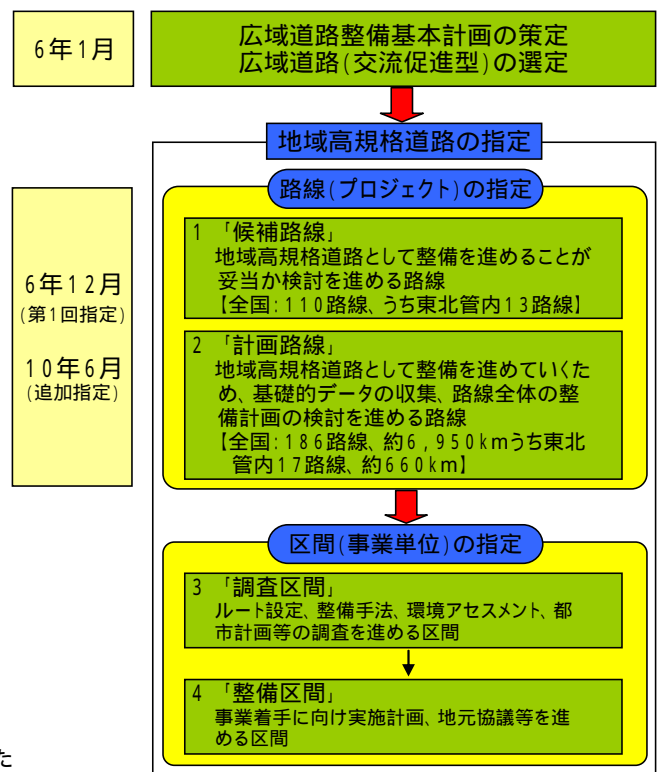 6年1月
広域道路整備基本計画の策定
広域道路(交流促進型)の選定
地域高規格道路の指定
路線(プロジェクト)の指定
6年12月
(第1回指定)
10年6月
(追加指定)
1 「候補路線」
地域高規格道路として整備を進めることが
妥当か検討を進める路線
【全国:110路線、うち東北管内13路線】
2 「計画路線」
地域高規格道路として整備を進めていくた
め、基礎的データの収集、路線全体の整
備計画の検討を進める路線
【全国:186路線、約6,950kmうち東北
管内17路線、約660km】
区間(事業単位)の指定
3 「調査区間」
ルート設定、整備手法、環境アセスメント、都
市計画等の調査を進める区間
4 「整備区間」
事業着手に向け実施計画、地元協議等を進
める区間
た